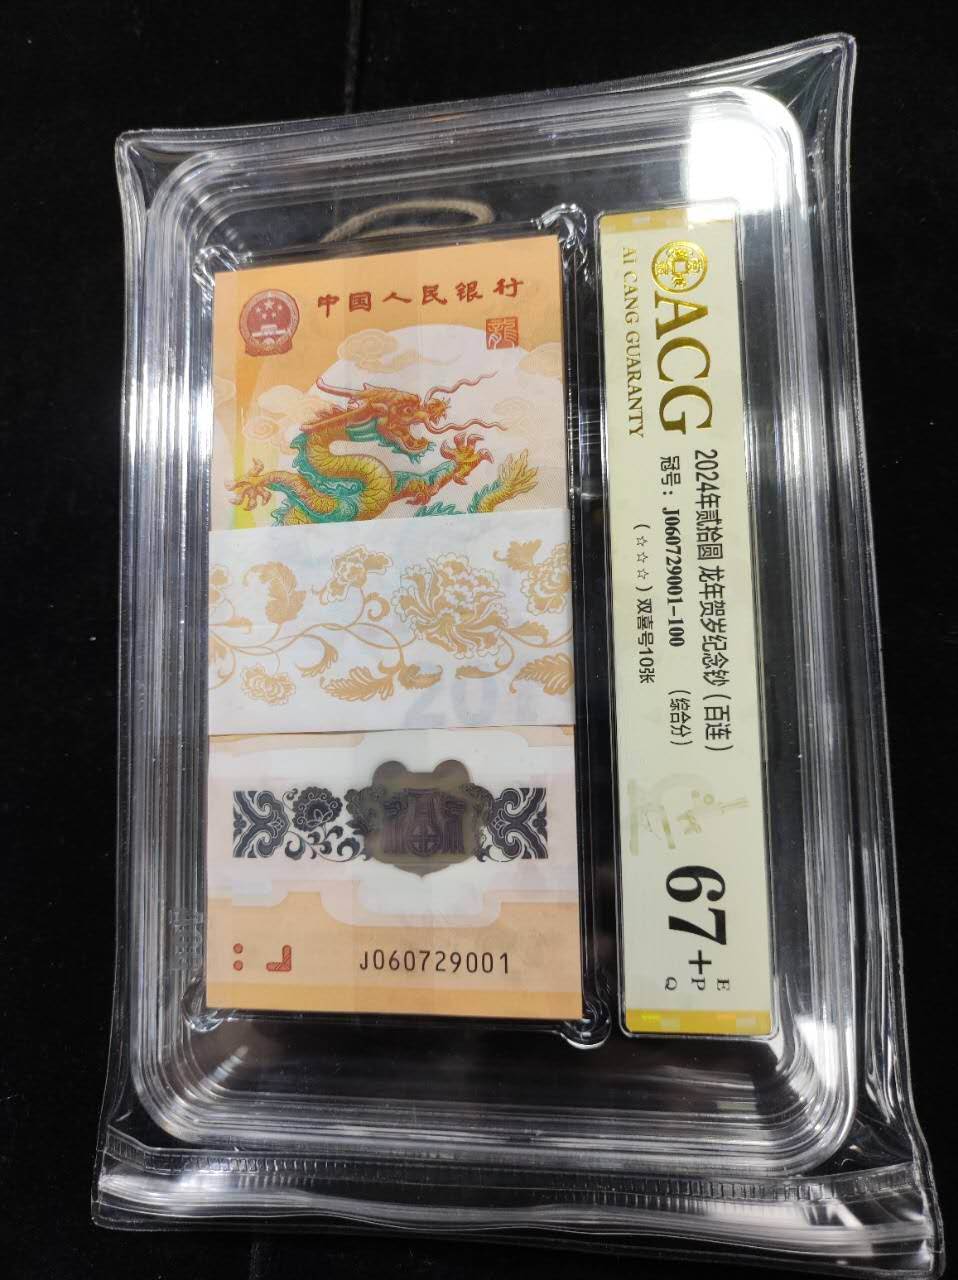 中国人民银行
龍
20
J060729001
ACG
AI CANG GUARANTY
2024年贰拾圆 龙年贺岁纪念钞（百连）
冠号：J060729001-100 （综合分）
（☆☆☆）双喜号10张
67+
EPQ